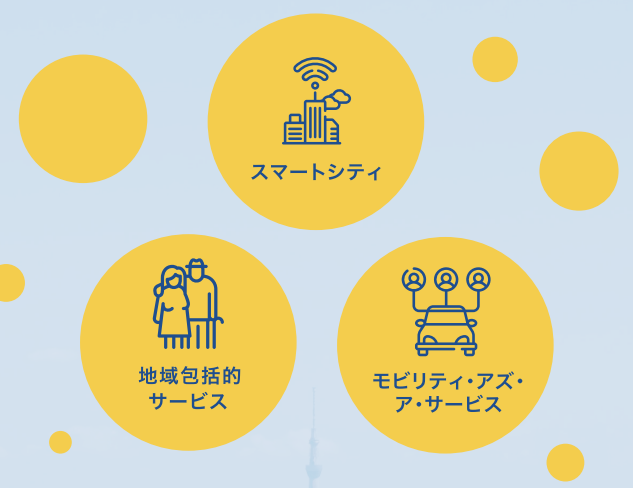 スマートシティ
地域包括的
サービス
モビリティ・アズ・
ア・サービス